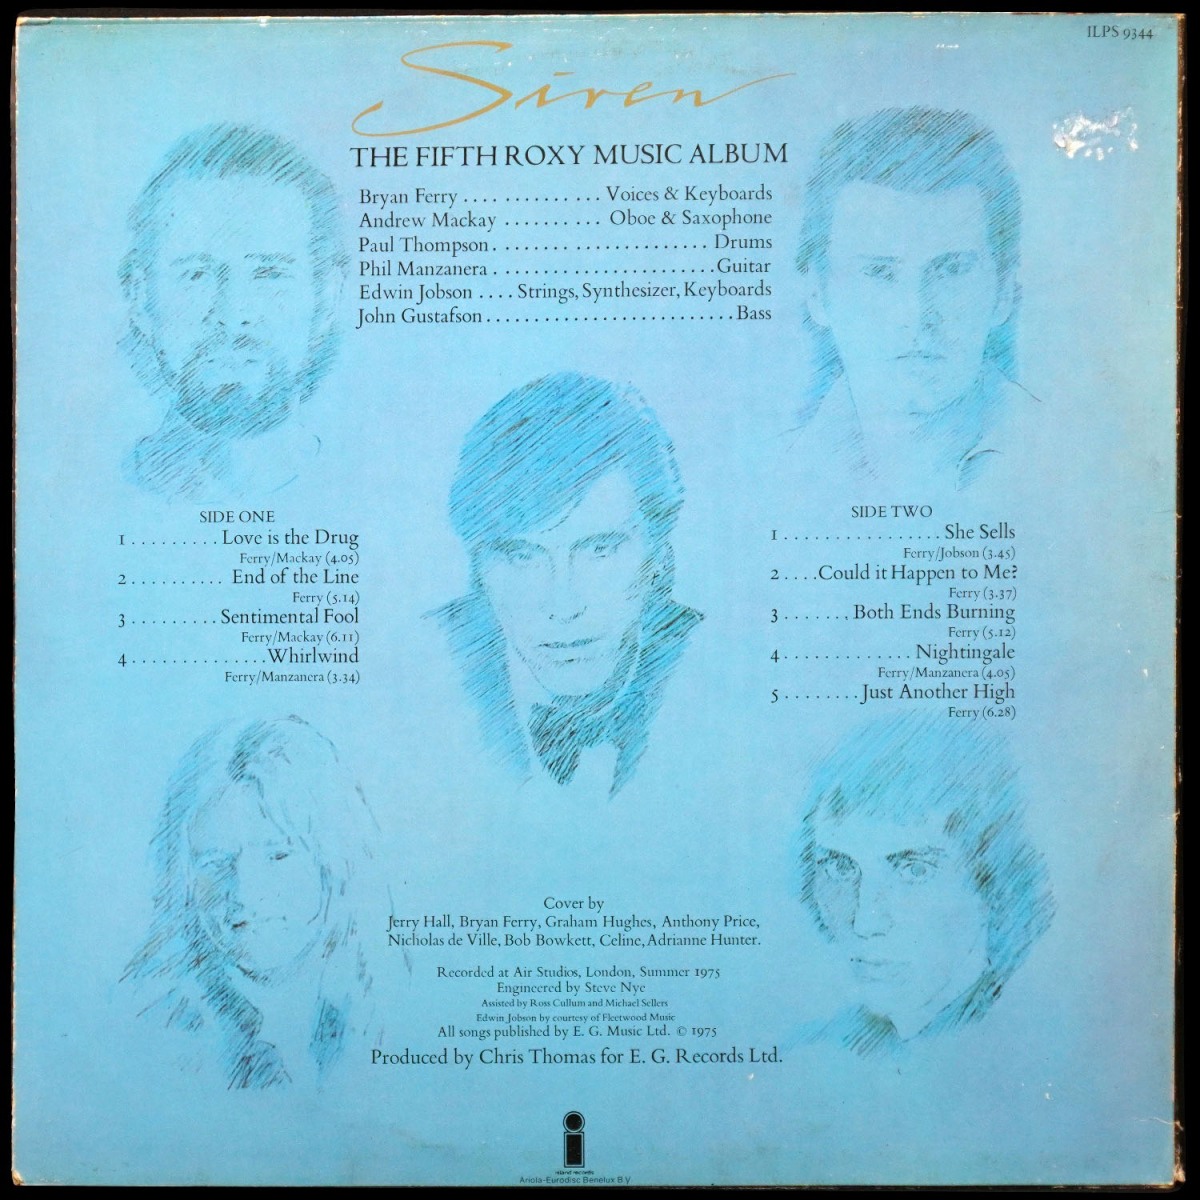 ILPS 9344
Siren
THE FIFTH ROXY MUSIC ALBUM
Bryan Ferry . . . . . . . . . . . . . Voices & Keyboards
Andrew Mackay . . . . . . . . . . Oboe & Saxophone
Paul Thompson . . . . . . . . . . . . . . . . . . . . . . Drums
Phil Manzanera . . . . . . . . . . . . . . . . . . . . . . . Guitar
Edwin Jobson . . . . Strings, Synthesizer, Keyboards
John Gustafson . . . . . . . . . . . . . . . . . . . . . . . . . . Bass
SIDE ONE
1 . . . . . . . . . Love is the Drug
Ferry/Mackay (4.05)
2 . . . . . . . . . . End of the Line
Ferry (5.14)
3 . . . . . . . . . Sentimental Fool
Ferry/Mackay (6.11)
4 . . . . . . . . . . . . . . Whirlwind
Ferry/Manzanera (3.34)
SIDE TWO
1 . . . . . . . . . . . . . . . . . She Sells
Ferry/Jobson (3.45)
2 . . . . Could it Happen to Me?
Ferry (3.37)
3 . . . . . . . Both Ends Burning
Ferry (5.12)
4 . . . . . . . . . . . . . Nightingale
Ferry/Manzanera (4.05)
5 . . . . . . . . Just Another High
Ferry (6.28)
Cover by
Jerry Hall, Bryan Ferry, Graham Hughes, Anthony Price,
Nicholas de Ville, Bob Bowkett, Celine, Adrianne Hunter.
Recorded at Air Studios, London, Summer 1975
Engineered by Steve Nye
Assisted by Ross Cullum and Michael Sellers
Edwin Jobson by courtesy of Fleetwood Music
All songs published by E. G. Music Ltd. © 1975
Produced by Chris Thomas for E. G. Records Ltd.
island records
Ariola-Eurodisc Benelux B.V